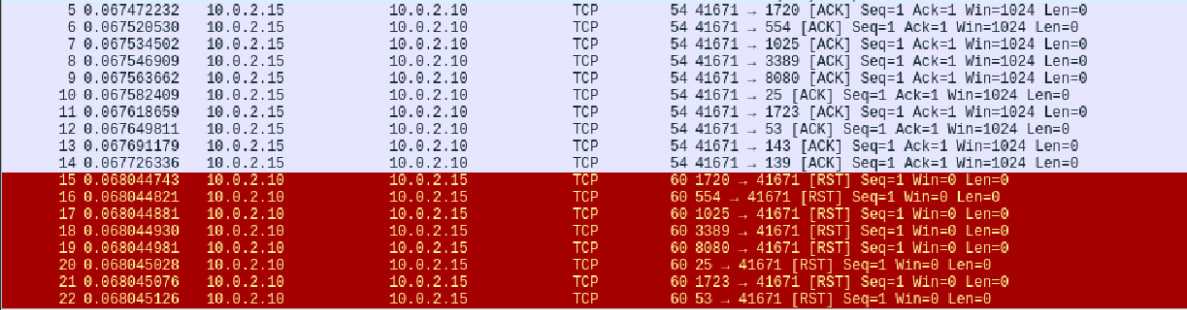 5 0.067472232 10.0.2.15 10.0.2.10 TCP 54 41671 → 1720 [ACK] Seq=1 Ack=1 Win=1024 Len=0
6 0.067520530 10.0.2.15 10.0.2.10 TCP 54 41671 → 554 [ACK] Seq=1 Ack=1 Win=1024 Len=0
7 0.067534502 10.0.2.15 10.0.2.10 TCP 54 41671 → 1025 [ACK] Seq=1 Ack=1 Win=1024 Len=0
8 0.067546909 10.0.2.15 10.0.2.10 TCP 54 41671 → 3389 [ACK] Seq=1 Ack=1 Win=1024 Len=0
9 0.067563662 10.0.2.15 10.0.2.10 TCP 54 41671 → 8080 [ACK] Seq=1 Ack=1 Win=1024 Len=0
10 0.067582409 10.0.2.15 10.0.2.10 TCP 54 41671 → 25 [ACK] Seq=1 Ack=1 Win=1024 Len=0
11 0.067618659 10.0.2.15 10.0.2.10 TCP 54 41671 → 1723 [ACK] Seq=1 Ack=1 Win=1024 Len=0
12 0.067649811 10.0.2.15 10.0.2.10 TCP 54 41671 → 53 [ACK] Seq=1 Ack=1 Win=1024 Len=0
13 0.067691179 10.0.2.15 10.0.2.10 TCP 54 41671 → 143 [ACK] Seq=1 Ack=1 Win=1024 Len=0
14 0.067726336 10.0.2.15 10.0.2.10 TCP 54 41671 → 139 [ACK] Seq=1 Ack=1 Win=1024 Len=0
15 0.068044743 10.0.2.10 10.0.2.15 TCP 60 1720 → 41671 [RST] Seq=1 Win=0 Len=0
16 0.068044821 10.0.2.10 10.0.2.15 TCP 60 554 → 41671 [RST] Seq=1 Win=0 Len=0
17 0.068044881 10.0.2.10 10.0.2.15 TCP 60 1025 → 41671 [RST] Seq=1 Win=0 Len=0
18 0.068044930 10.0.2.10 10.0.2.15 TCP 60 3389 → 41671 [RST] Seq=1 Win=0 Len=0
19 0.068044981 10.0.2.10 10.0.2.15 TCP 60 8080 → 41671 [RST] Seq=1 Win=0 Len=0
20 0.068045028 10.0.2.10 10.0.2.15 TCP 60 25 → 41671 [RST] Seq=1 Win=0 Len=0
21 0.068045076 10.0.2.10 10.0.2.15 TCP 60 1723 → 41671 [RST] Seq=1 Win=0 Len=0
22 0.068045126 10.0.2.10 10.0.2.15 TCP 60 53 → 41671 [RST] Seq=1 Win=0 Len=0